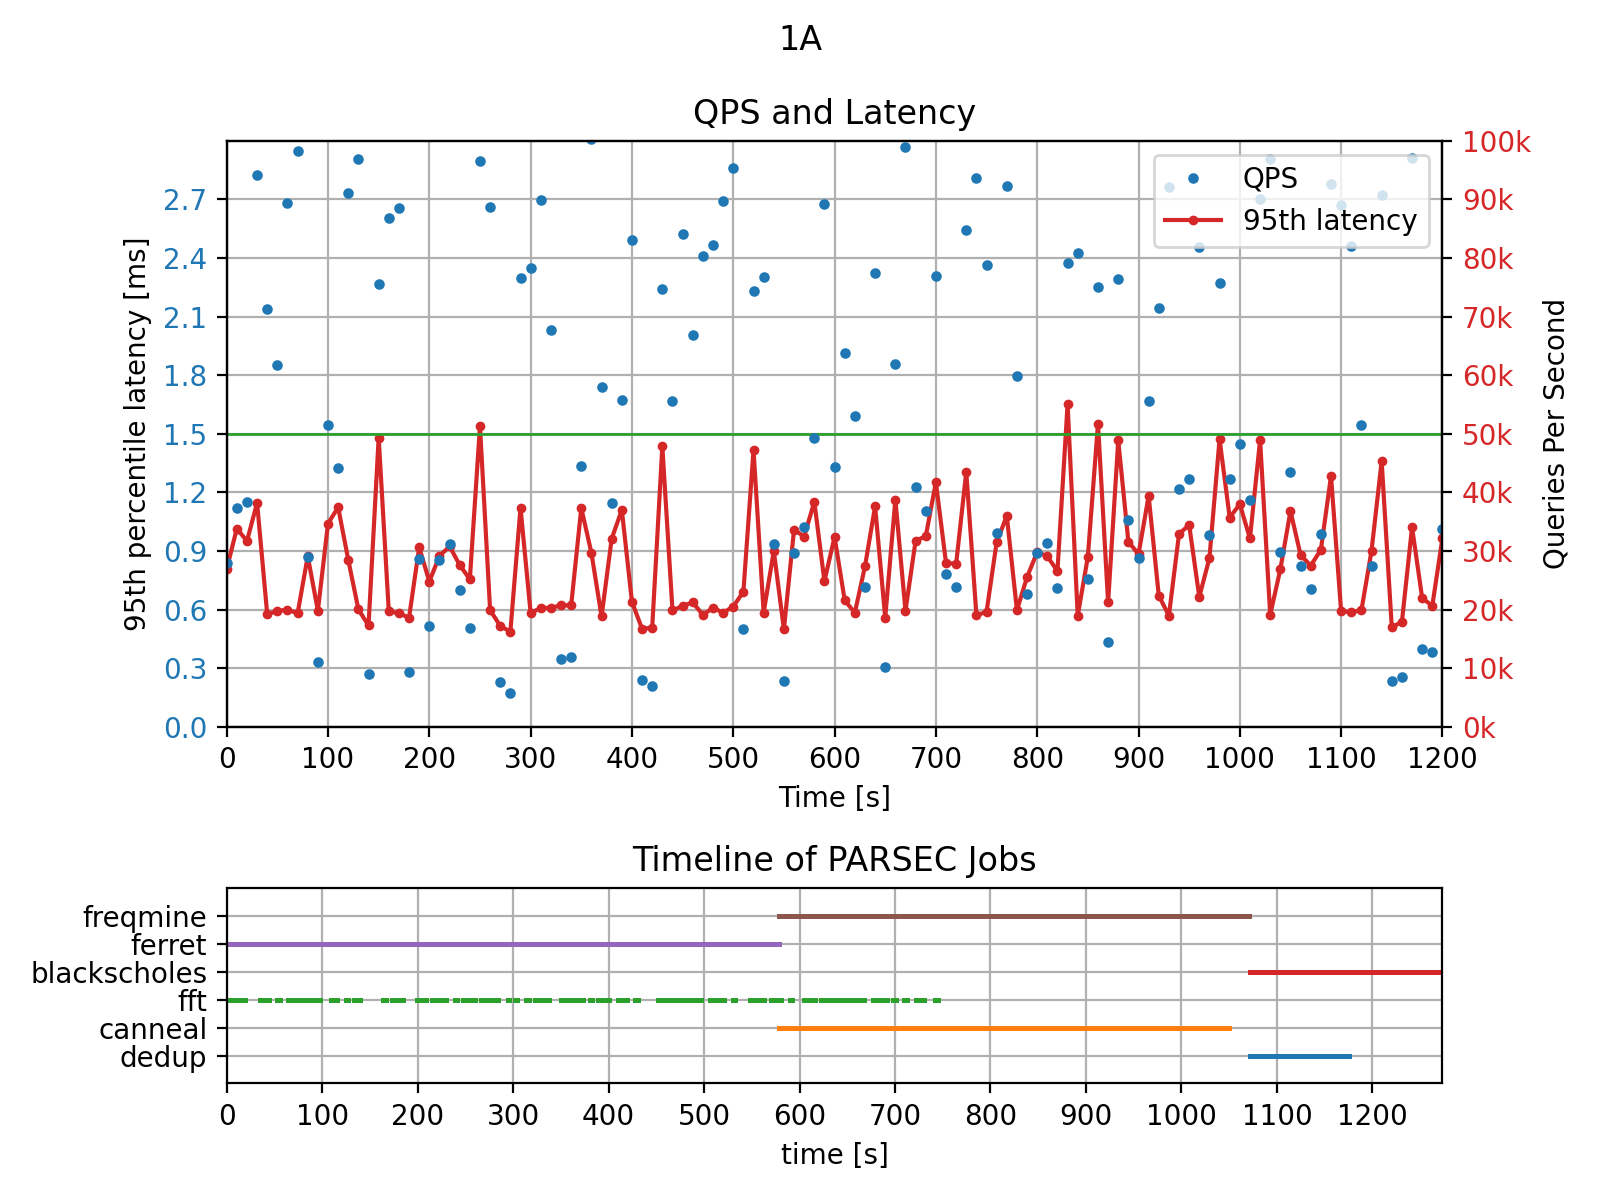 1A
QPS and Latency
QPS
95th latency
95th percentile latency [ms]
2.7
2.4
2.1
1.8
1.5
1.2
0.9
0.6
0.3
0.0
100k
90k
80k
70k
60k
50k
40k
30k
20k
10k
0k
Queries Per Second
0 100 200 300 400 500 600 700 800 900 1000 1100 1200
Time [s]
Timeline of PARSEC Jobs
freqmine
ferret
blackscholes
fft
canneal
dedup
0 100 200 300 400 500 600 700 800 900 1000 1100 1200
time [s]